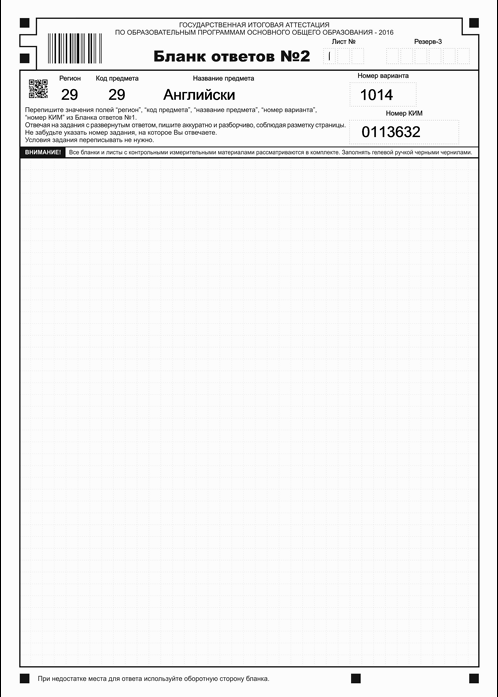 ГОСУДАРСТВЕННАЯ ИТОГОВАЯ АТТЕСТАЦИЯ
ПО ОБРАЗОВАТЕЛЬНЫМ ПРОГРАММАМ ОСНОВНОГО ОБЩЕГО ОБРАЗОВАНИЯ - 2016
Лист № Резерв-3
Бланк ответов №2
Регион Код предмета Название предмета Номер варианта
29 29 Английски 1014
Перепишите значения полей "регион", "код предмета", "название предмета", "номер варианта",
"номер КИМ" из Бланка ответов №1.
Отвечая на задания с развернутым ответом, пишите аккуратно и разборчиво, соблюдая разметку страницы.
Не забудьте указать номер задания, на которое Вы отвечаете.
Условия задания переписывать не нужно.
Номер КИМ
0113632
ВНИМАНИЕ! Все бланки и листы с контрольными измерительными материалами рассматриваются в комплекте. Заполнять гелевой ручкой черными чернилами.
При недостатке места для ответа используйте оборотную сторону бланка.